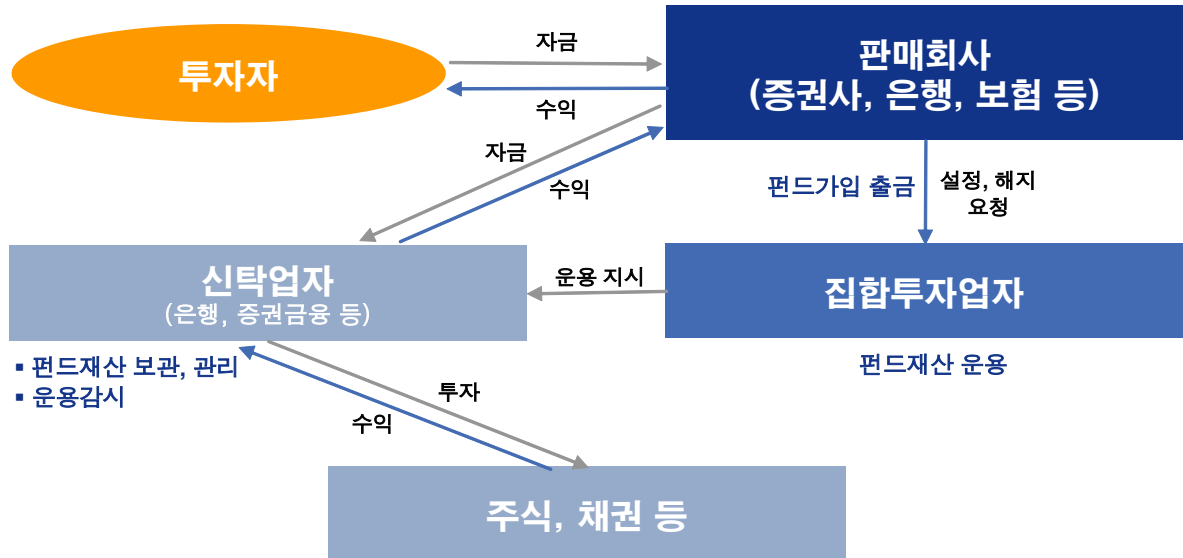 투자자
자금
수익
판매회사
(증권사, 은행, 보험 등)
자금
수익
펀드가입 출금
설정, 해지
요청
신탁업자
(은행, 증권금융 등)
운용 지시
집합투자업자
▪ 펀드재산 보관, 관리
▪ 운용감시
펀드재산 운용
투자
수익
주식, 채권 등